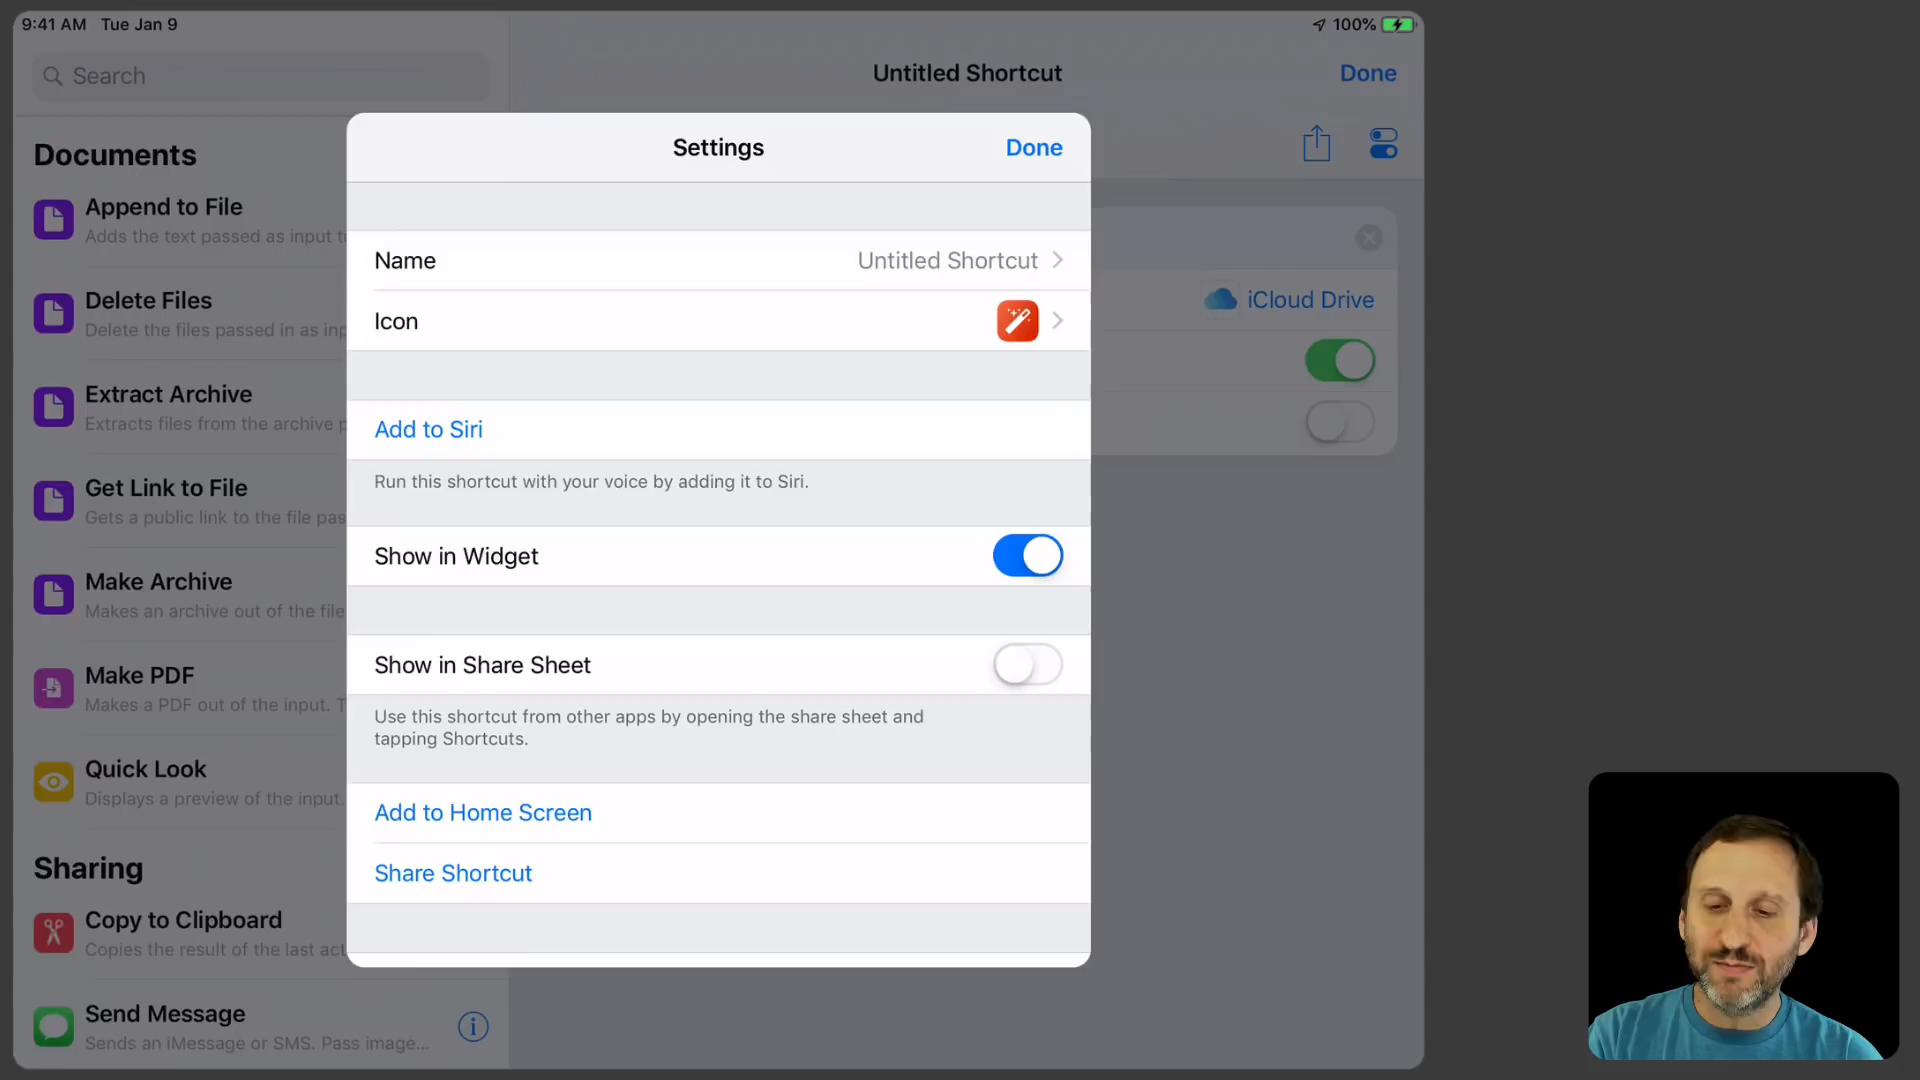 9:41 AM Tue Jan 9
100%
Search
Untitled Shortcut
Done
Documents
Append to File
Adds the text passed as input
Delete Files
Delete the files passed in as
Extract Archive
Extracts files from the archive
Get Link to File
Gets a public link to the file
Make Archive
Makes an archive out of the file
Make PDF
Makes a PDF out of the input.
Quick Look
Displays a preview of the input.
Sharing
Copy to Clipboard
Copies the result of the last
Send Message
Sends an iMessage or SMS. Pass image...
Settings
Done
Name
Untitled Shortcut
Icon
Add to Siri
Run this shortcut with your voice by adding it to Siri.
Show in Widget
Show in Share Sheet
Use this shortcut from other apps by opening the share sheet and
tapping Shortcuts.
Add to Home Screen
Share Shortcut
iCloud Drive